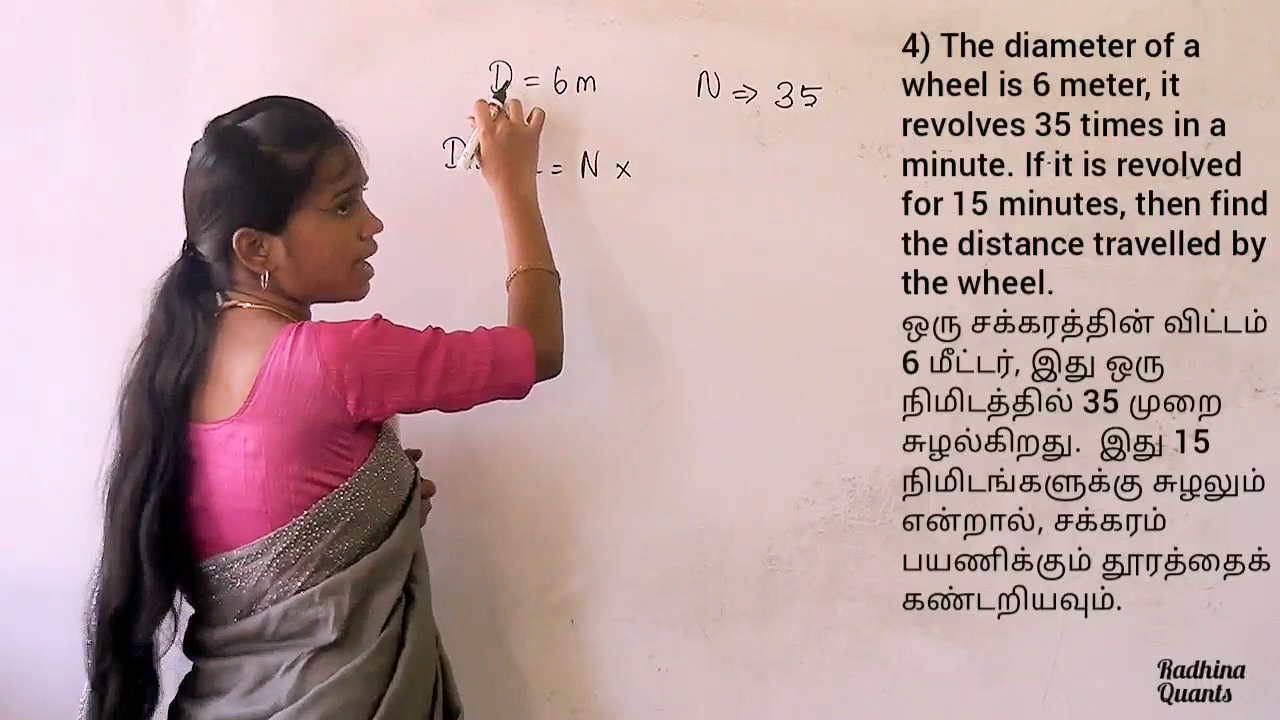 D = 6 m N ⇒ 35
D = N ×
4) The diameter of a
wheel is 6 meter, it
revolves 35 times in a
minute. If it is revolved
for 15 minutes, then find
the distance travelled by
the wheel.
ஒரு சக்கரத்தின் விட்டம்
6 மீட்டர், இது ஒரு
நிமிடத்தில் 35 முறை
சுழல்கிறது. இது 15
நிமிடங்களுக்கு சுழலும்
என்றால், சக்கரம்
பயணிக்கும் தூரத்தைக்
கண்டறியவும்.
Radhina
Quants